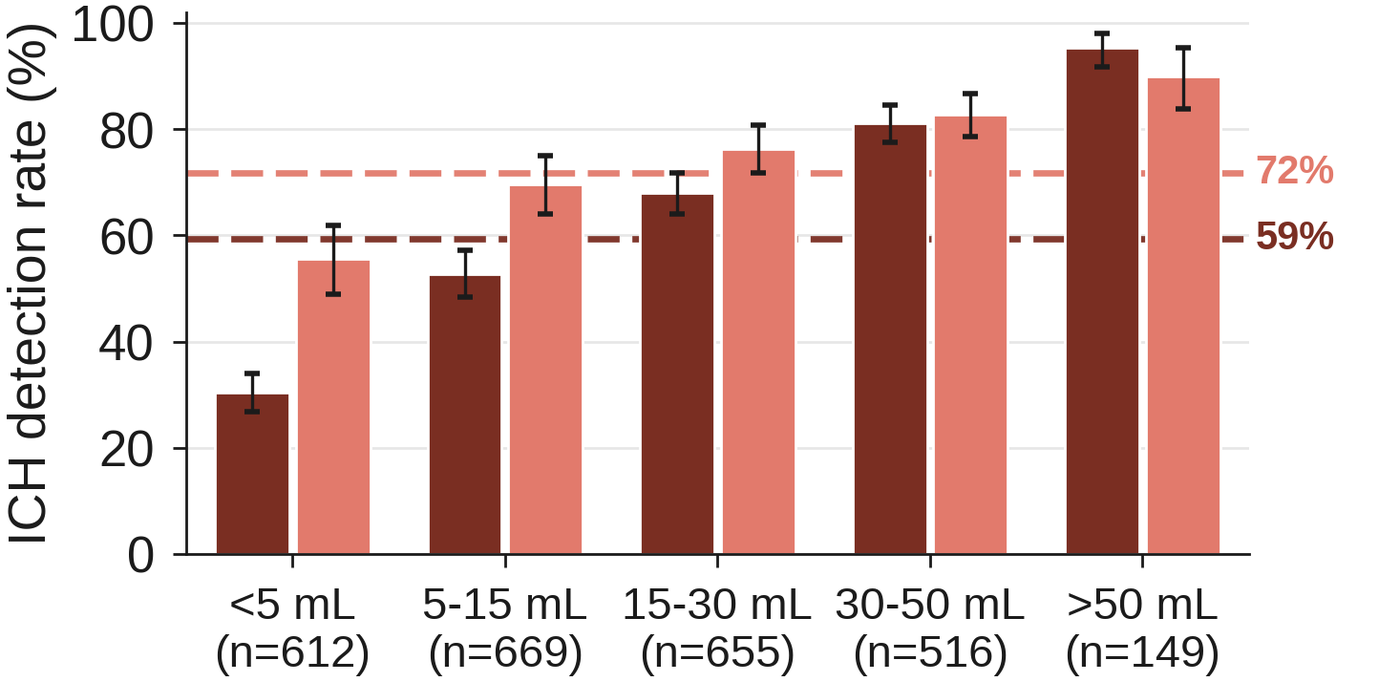 ICH detection rate (%)
100
80
60
40
20
0
72%
59%
<5 mL
(n=612)
5-15 mL
(n=669)
15-30 mL
(n=655)
30-50 mL
(n=516)
>50 mL
(n=149)